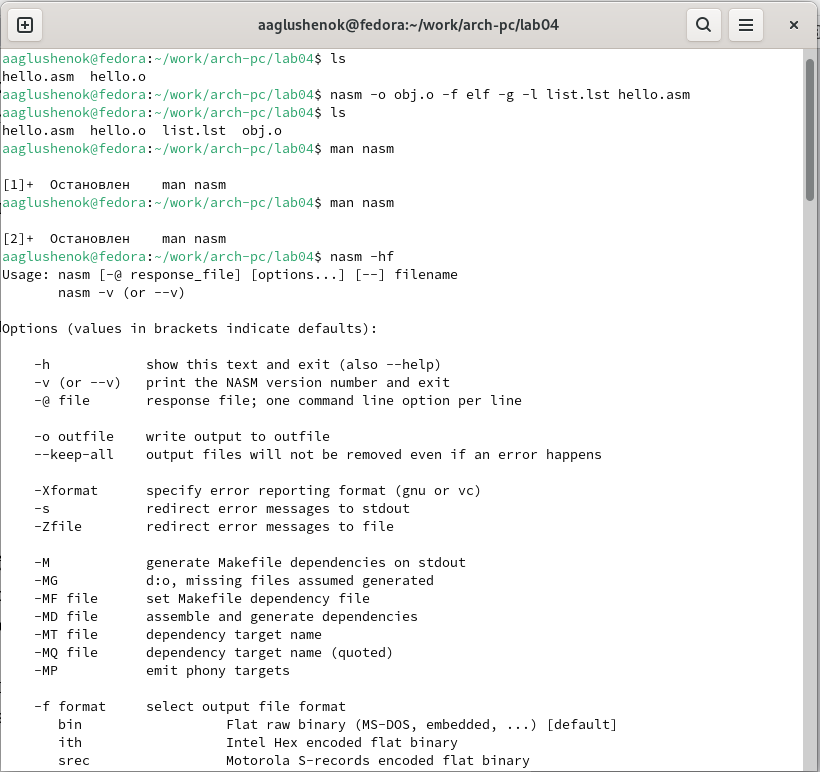 aaglushenok@fedora:~/work/arch-pc/lab04
aaglushenok@fedora:~/work/arch-pc/lab04$ ls
hello.asm  hello.o
aaglushenok@fedora:~/work/arch-pc/lab04$ nasm -o obj.o -f elf -g -l list.lst hello.asm
aaglushenok@fedora:~/work/arch-pc/lab04$ ls
hello.asm  hello.o  list.lst  obj.o
aaglushenok@fedora:~/work/arch-pc/lab04$ man nasm
[1]+  Остановлен    man nasm
aaglushenok@fedora:~/work/arch-pc/lab04$ man nasm
[2]+  Остановлен    man nasm
aaglushenok@fedora:~/work/arch-pc/lab04$ nasm -hf
Usage: nasm [-@ response_file] [options...] [--] filename
       nasm -v (or --v)
Options (values in brackets indicate defaults):
    -h            show this text and exit (also --help)
    -v (or --v)   print the NASM version number and exit
    -@ file       response file; one command line option per line
    -o outfile    write output to outfile
    --keep-all    output files will not be removed even if an error happens
    -Xformat      specify error reporting format (gnu or vc)
    -s            redirect error messages to stdout
    -Zfile        redirect error messages to file
    -M            generate Makefile dependencies on stdout
    -MG           d:o, missing files assumed generated
    -MF file      set Makefile dependency file
    -MD file      assemble and generate dependencies
    -MT file      dependency target name
    -MQ file      dependency target name (quoted)
    -MP           emit phony targets
    -f format     select output file format
       bin                  Flat raw binary (MS-DOS, embedded, ...) [default]
       ith                  Intel Hex encoded flat binary
       srec                 Motorola S-records encoded flat binary